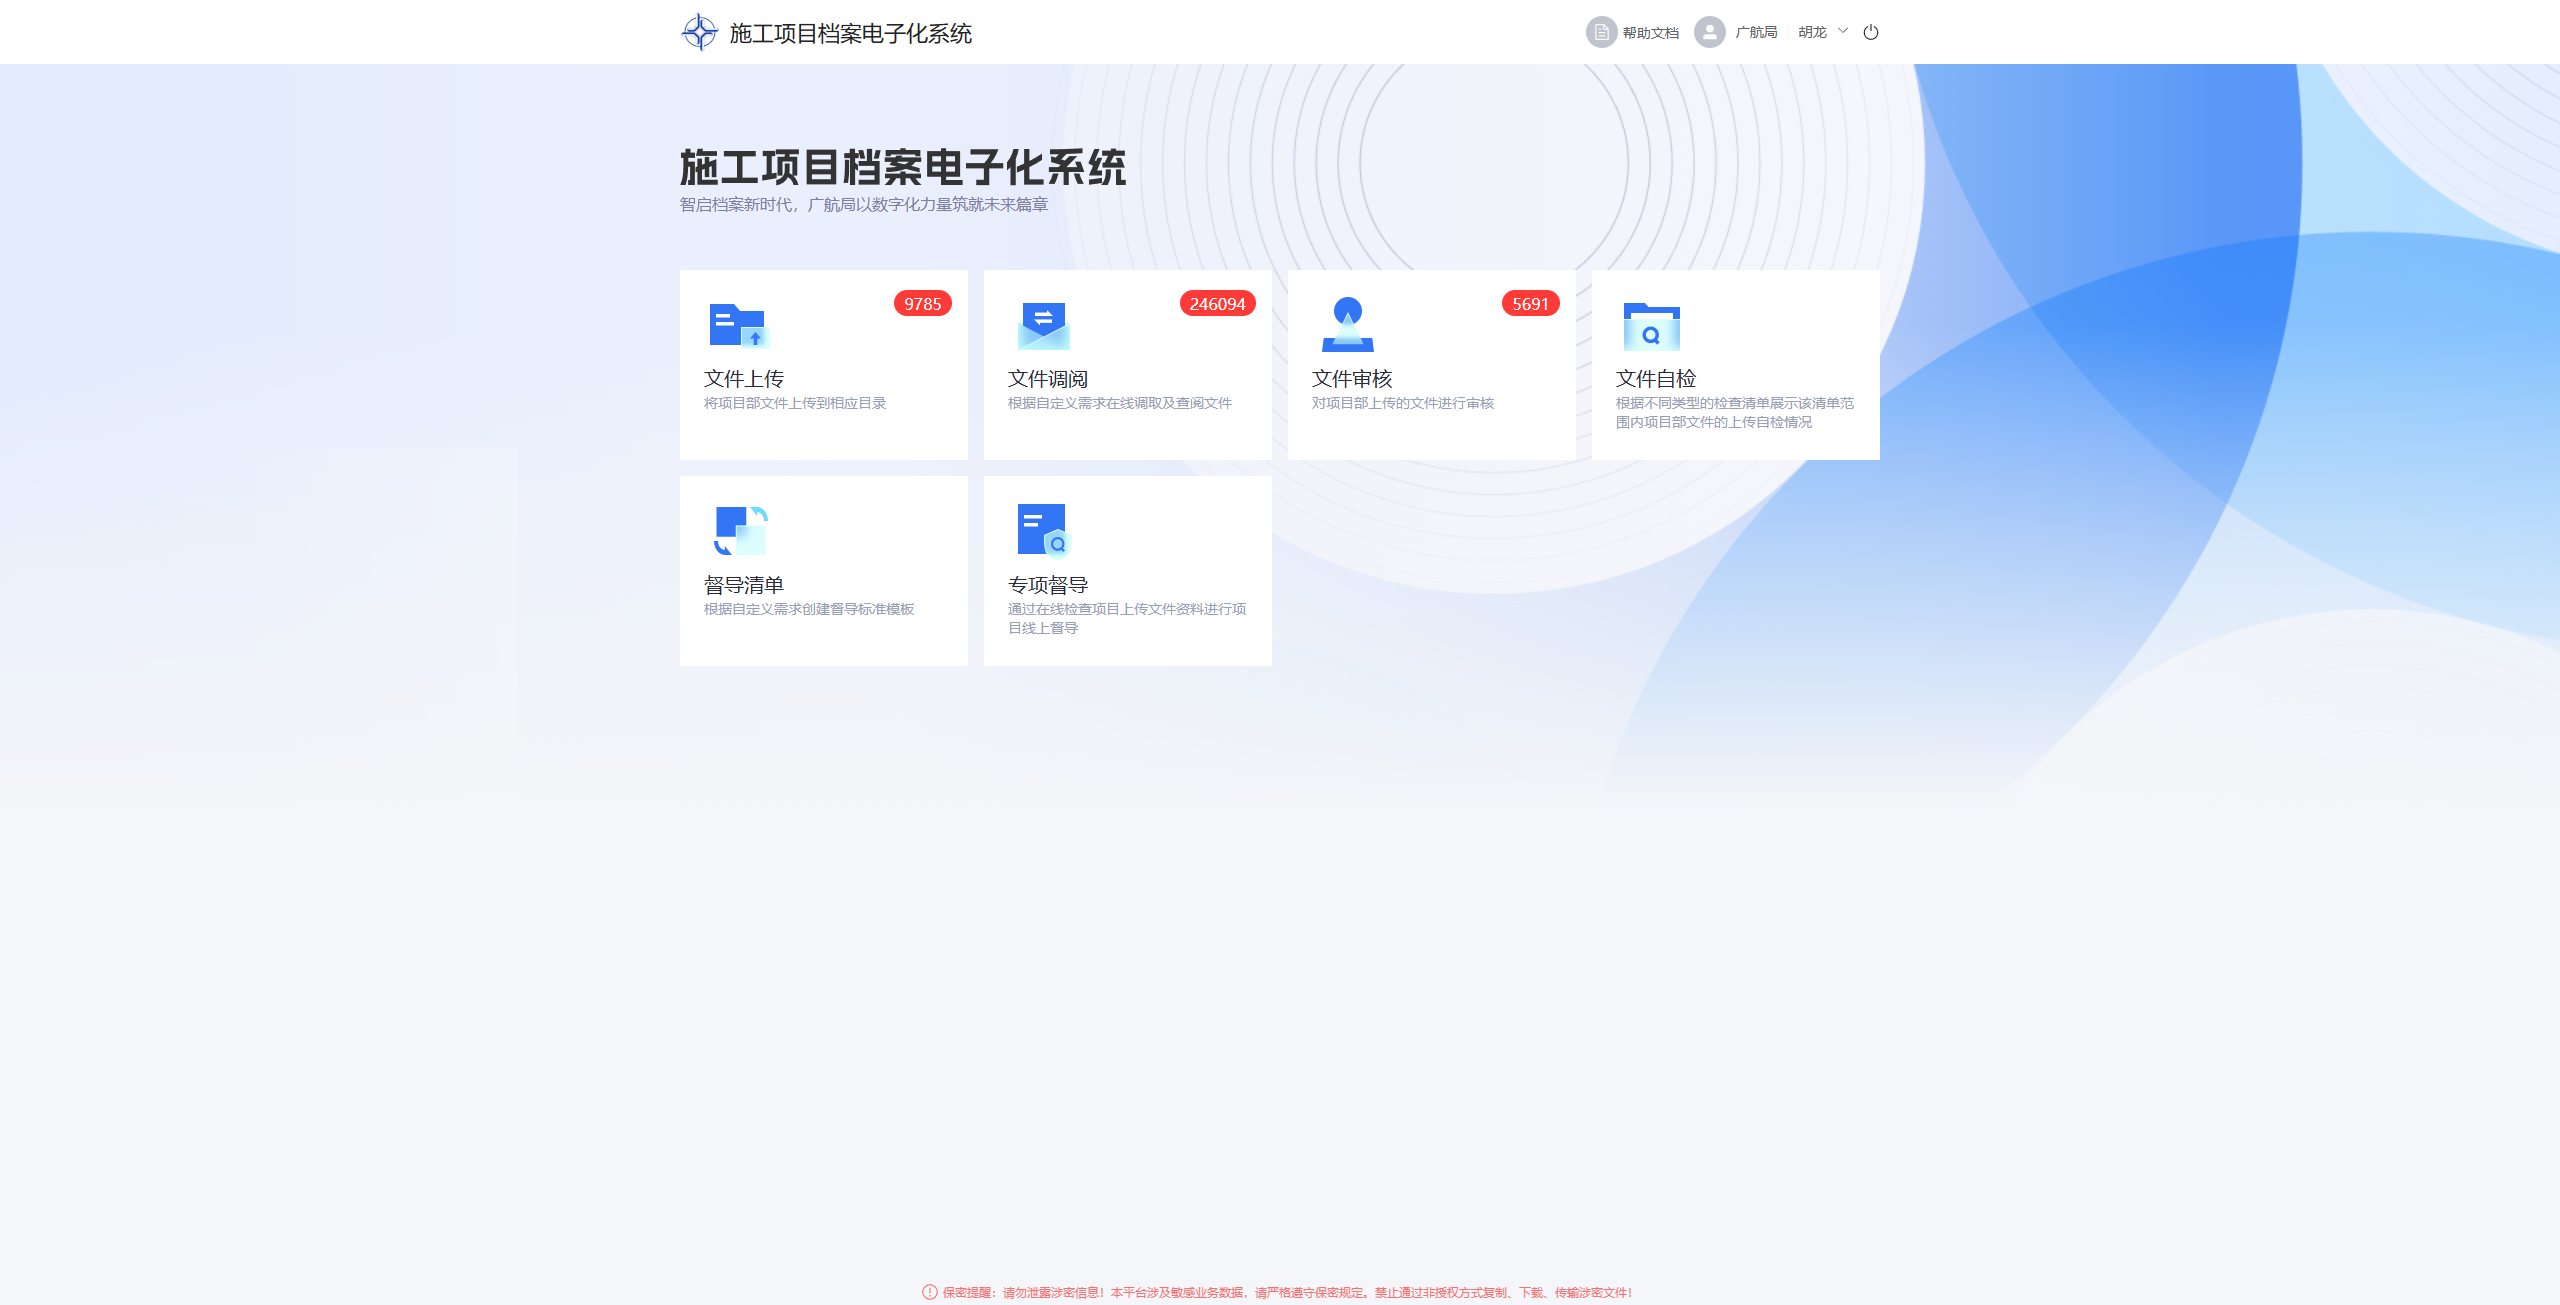 施工项目档案电子化系统
帮助文档 广航局 胡龙
施工项目档案电子化系统
智启档案新时代，广航局以数字化力量筑就未来篇章
9785
文件上传
将项目部文件上传到相应目录
246094
文件调阅
根据自定义需求在线调取及查阅文件
5691
文件审核
对项目部上传的文件进行审核
文件自检
根据不同类型的检查清单展示该清单范
围内项目部文件的上传自检情况
督导清单
根据自定义需求创建督导标准模板
专项督导
通过在线检查项目上传文件资料进行项
目线上督导
保密提醒：请勿泄露涉密信息！本平台涉及敏感业务数据，请严格遵守保密规定。禁止通过非授权方式复制、下载、传输涉密文件！